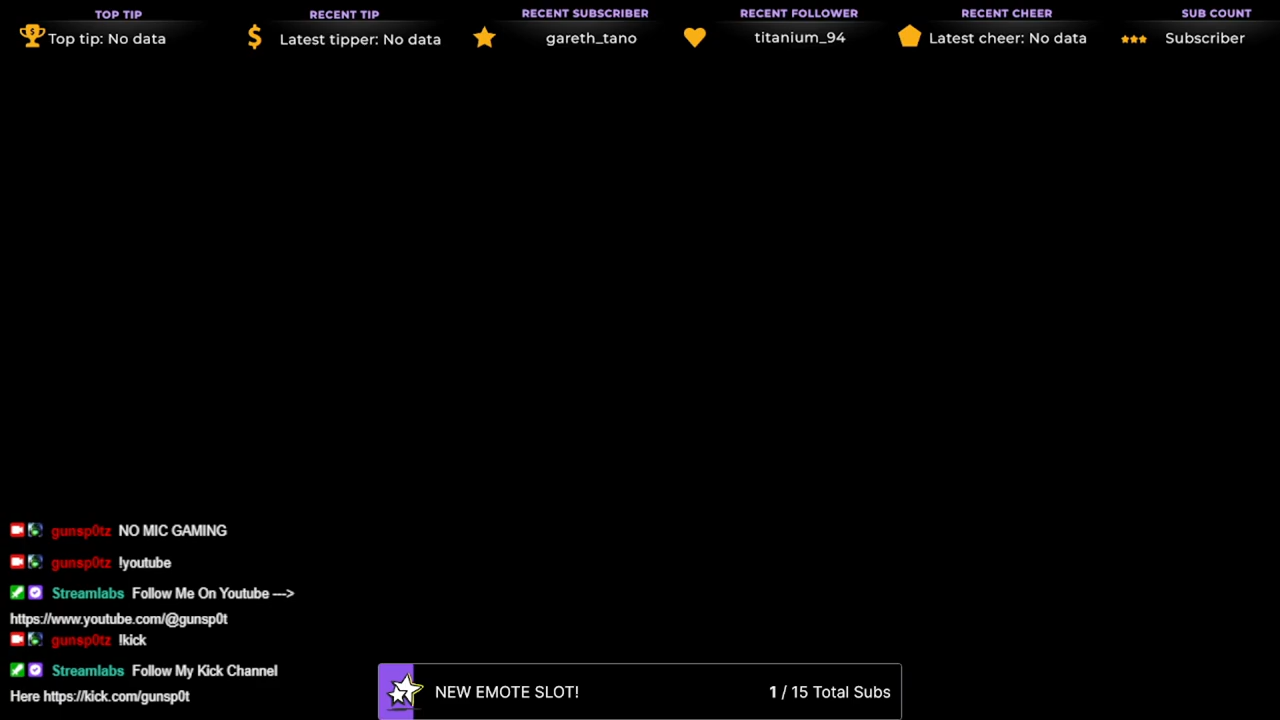 TOP TIP
Top tip: No data
RECENT TIP
Latest tipper: No data
RECENT SUBSCRIBER
gareth_tano
RECENT FOLLOWER
titanium_94
RECENT CHEER
Latest cheer: No data
SUB COUNT
Subscriber
gunsp0tz NO MIC GAMING
gunsp0tz !youtube
Streamlabs Follow Me On Youtube --->
https://www.youtube.com/@gunsp0t
gunsp0tz !kick
Streamlabs Follow My Kick Channel
Here https://kick.com/gunsp0t
NEW EMOTE SLOT! 1 / 15 Total Subs